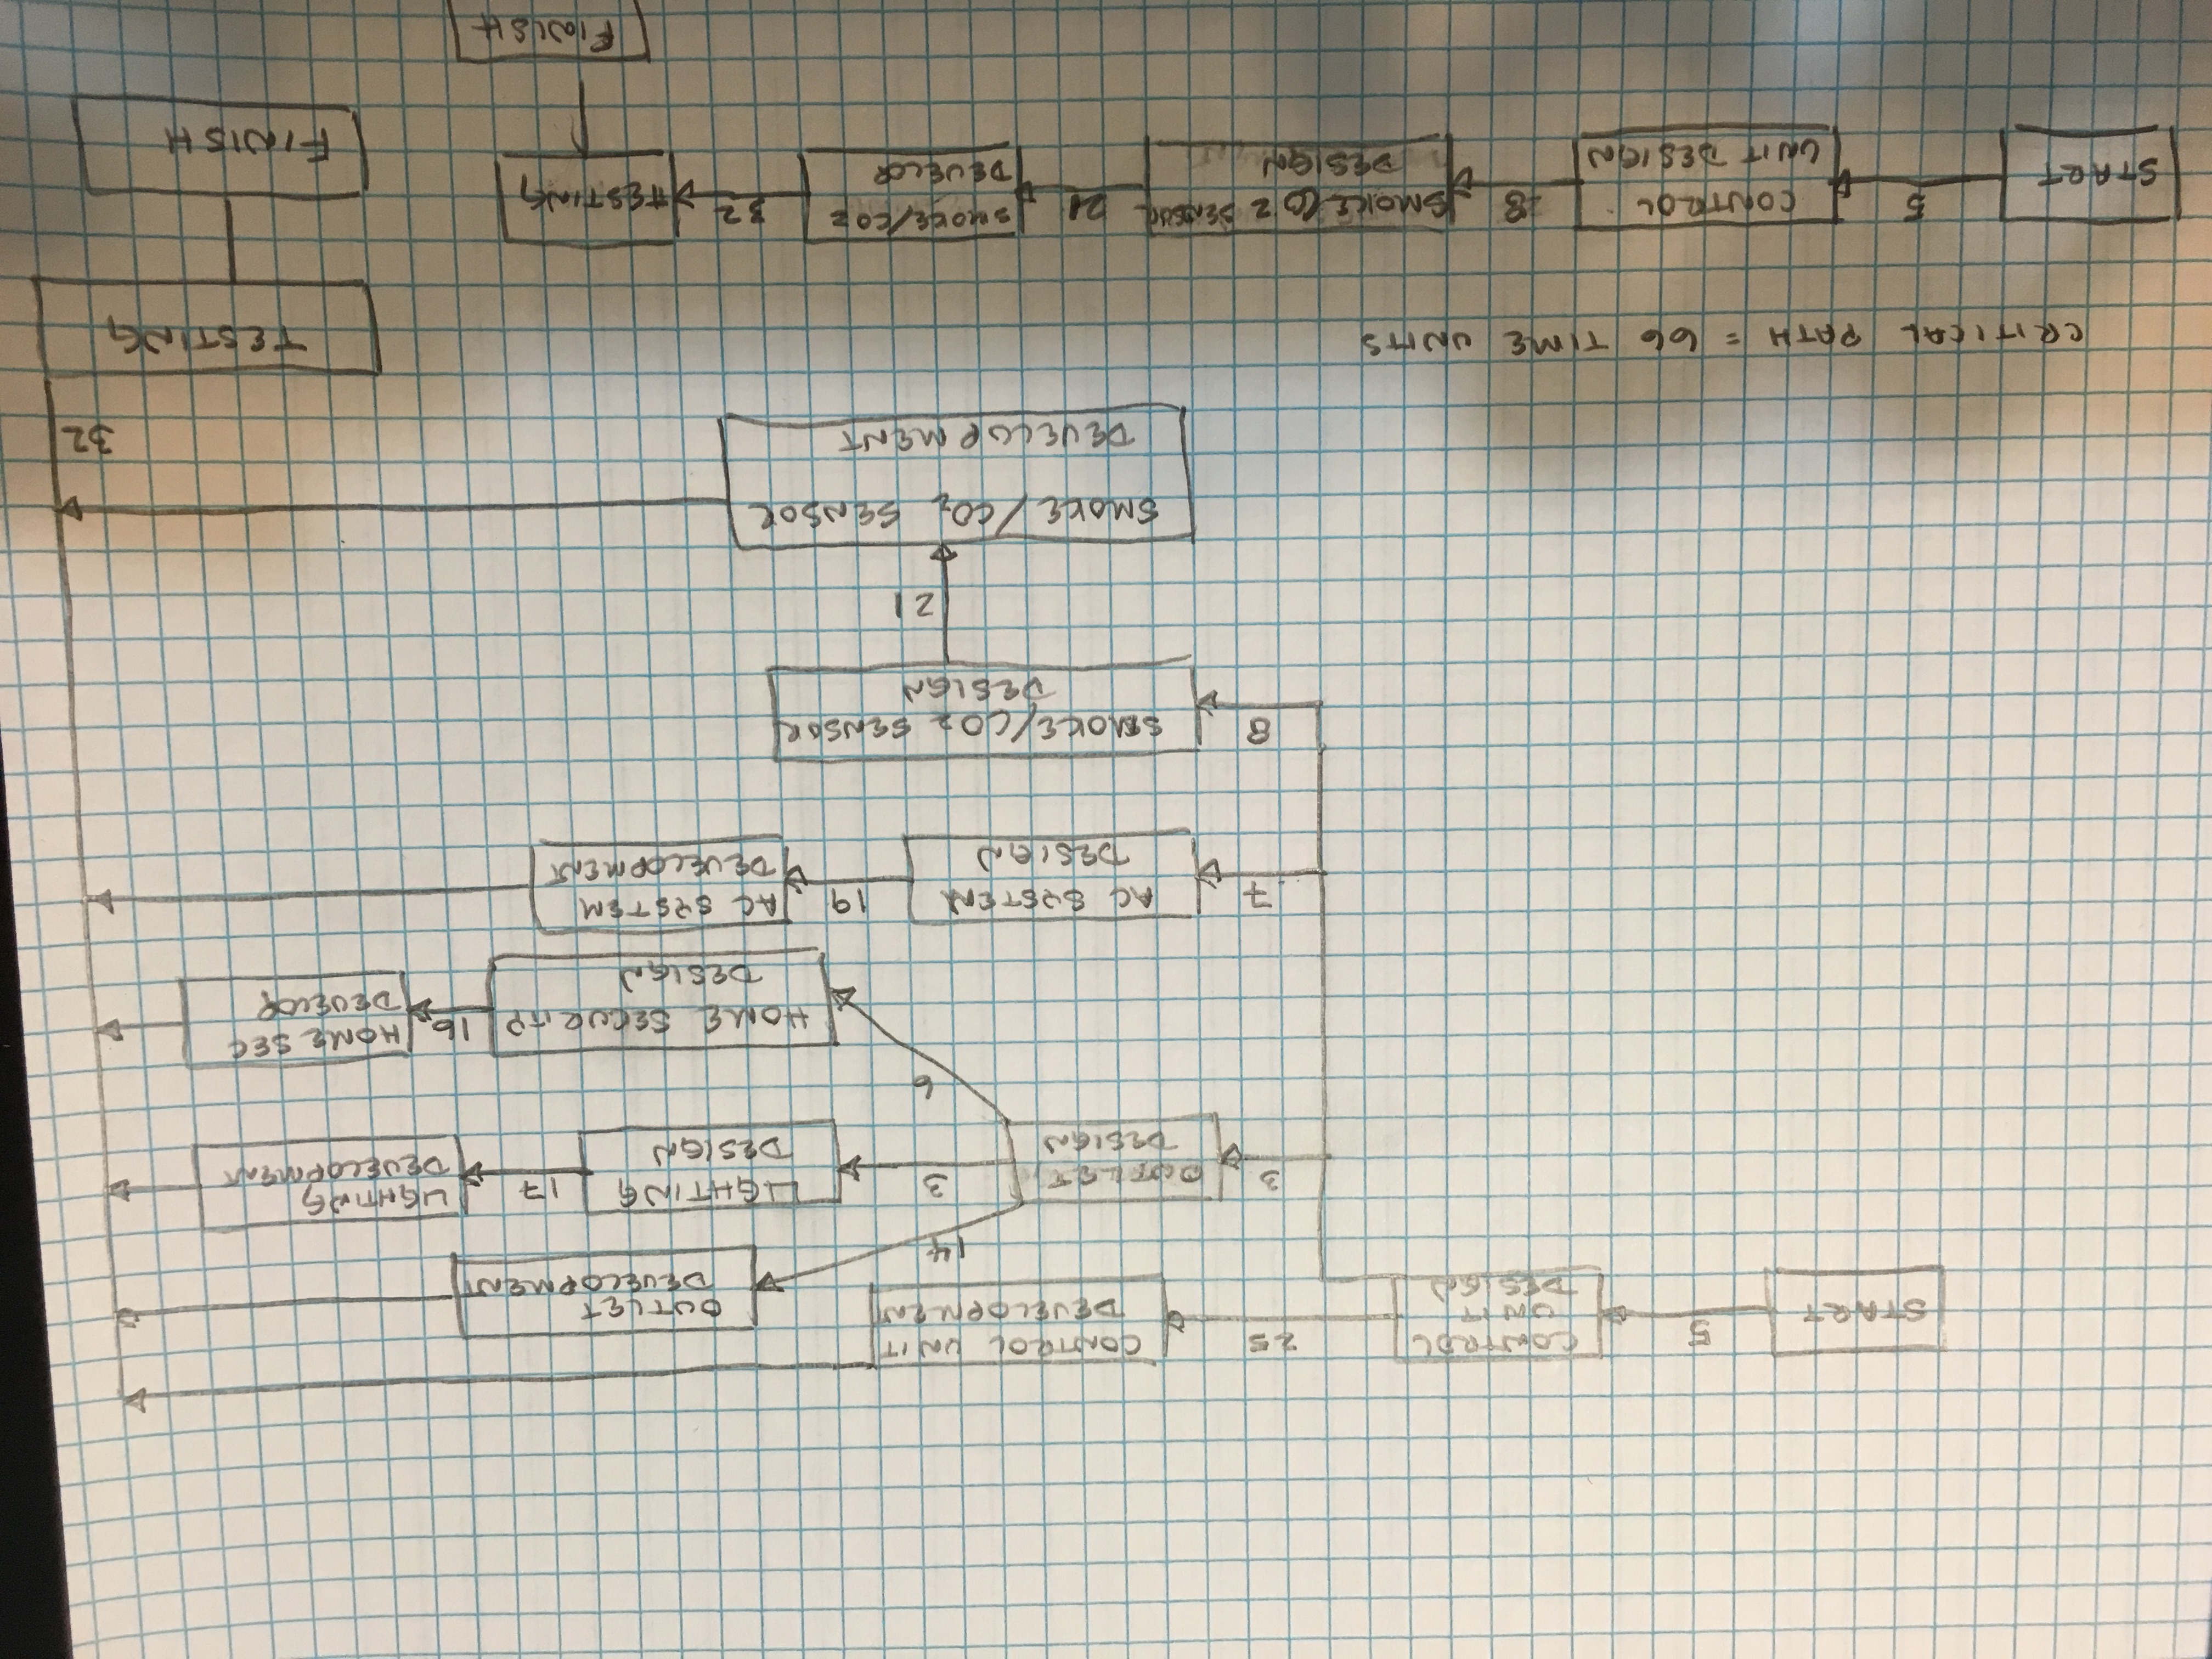 START
5
CONTROL
UNIT
DESIGN
25
CONTROL UNIT
DEVELOPMENT
3
OUTLET
DESIGN
14
OUTLET
DEVELOPMENT
3
LIGHTING
DESIGN
17
LIGHTING
DEVELOPMENT
6
HOME SECURITY
DESIGN
16
HOME SEC
DEVELOP
7
AC SYSTEM
DESIGN
19
AC SYSTEM
DEVELOPMENT
8
SMOKE/CO2 SENSOR
DESIGN
21
SMOKE/CO2 SENSOR
DEVELOPMENT
32
TESTING
FINISH
CRITICAL PATH = 66 TIME UNITS
START
5
CONTROL
UNIT DESIGN
8
SMOKE/CO2 SENSOR
DESIGN
21
SMOKE/CO2
DEVELOP
32
TESTING
FINISH